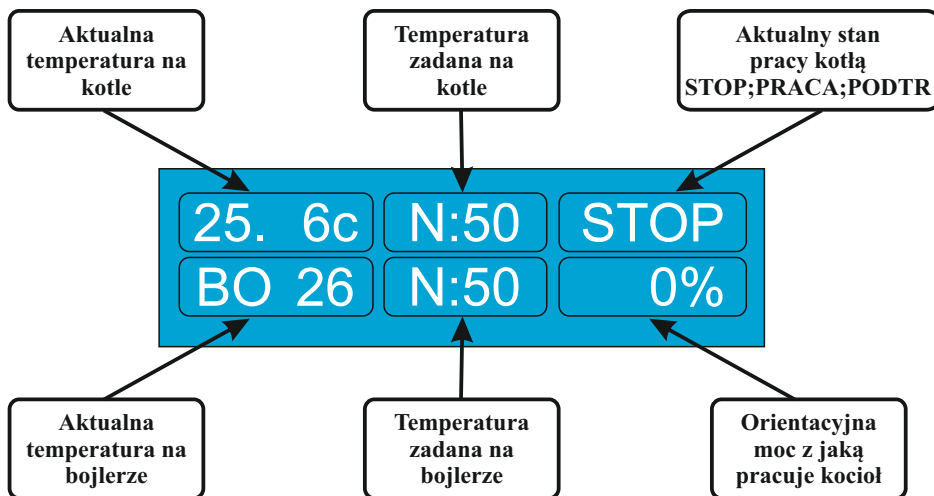 Aktualna
temperatura na
kotle
Temperatura
zadana na
kotle
Aktualny stan
pracy kotłą
STOP;PRACA;PODTR
25. 6c
N:50
STOP
BO 26
N:50
0%
Aktualna
temperatura na
bojlerze
Temperatura
zadana na
bojlerze
Orientacyjna
moc z jaką
pracuje kocioł